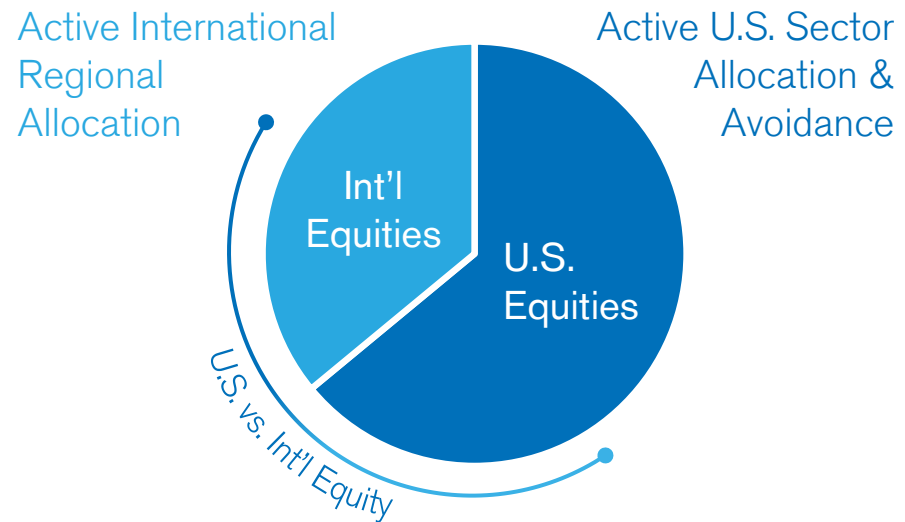 Active International
Regional
Allocation
Active U.S. Sector
Allocation &
Avoidance
Int'l
Equities
U.S.
Equities
U.S. vs. Int'l Equity